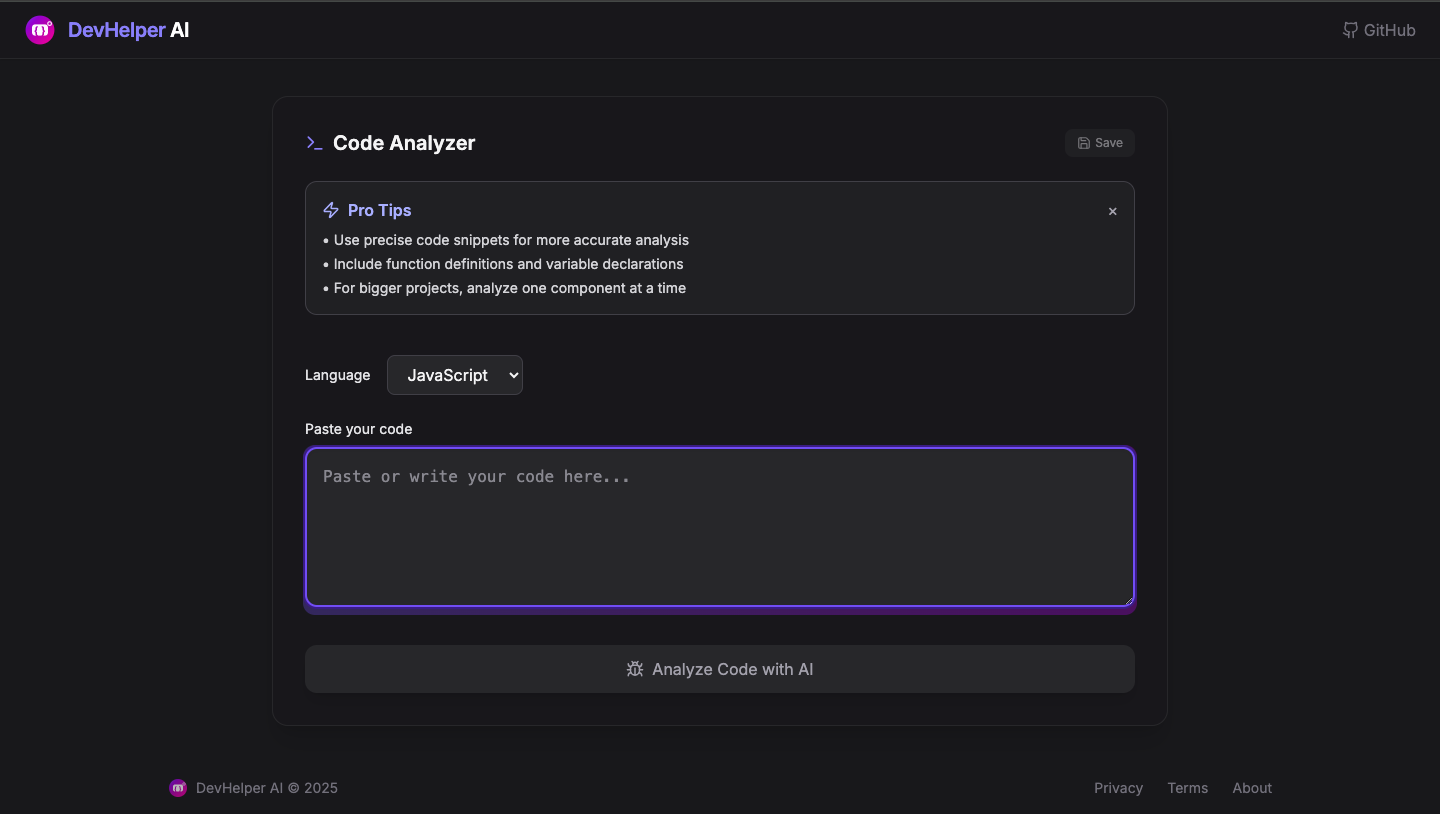 DevHelper AI
GitHub
Code Analyzer
Save
Pro Tips
×
• Use precise code snippets for more accurate analysis
• Include function definitions and variable declarations
• For bigger projects, analyze one component at a time
Language
JavaScript
Paste your code
Paste or write your code here...
Analyze Code with AI
DevHelper AI © 2025
Privacy
Terms
About